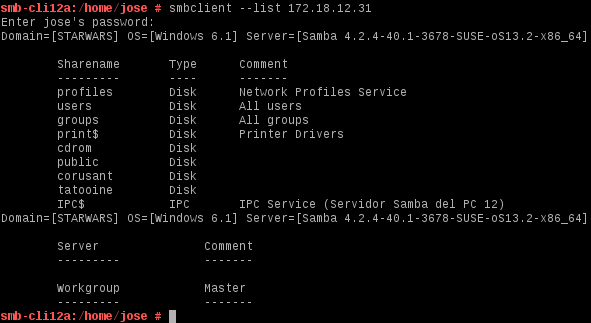 smb-cli12a:/home/jose # smbclient --list 172.18.12.31
Enter jose's password:
Domain=[STARWARS] OS=[Windows 6.1] Server=[Samba 4.2.4-40.1-3678-SUSE-oS13.2-x86_64]
Sharename Type Comment
--------- ---- -------
profiles Disk Network Profiles Service
users Disk All users
groups Disk All groups
print$ Disk Printer Drivers
cdrom Disk
public Disk
corusant Disk
tatooine Disk
IPC$ IPC IPC Service (Servidor Samba del PC 12)
Domain=[STARWARS] OS=[Windows 6.1] Server=[Samba 4.2.4-40.1-3678-SUSE-oS13.2-x86_64]
Server Comment
--------- -------
Workgroup Master
--------- -------
smb-cli12a:/home/jose #